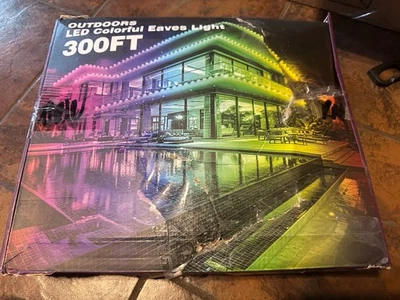 OUTDOORS
LED Colorful Eaves Light
300FT